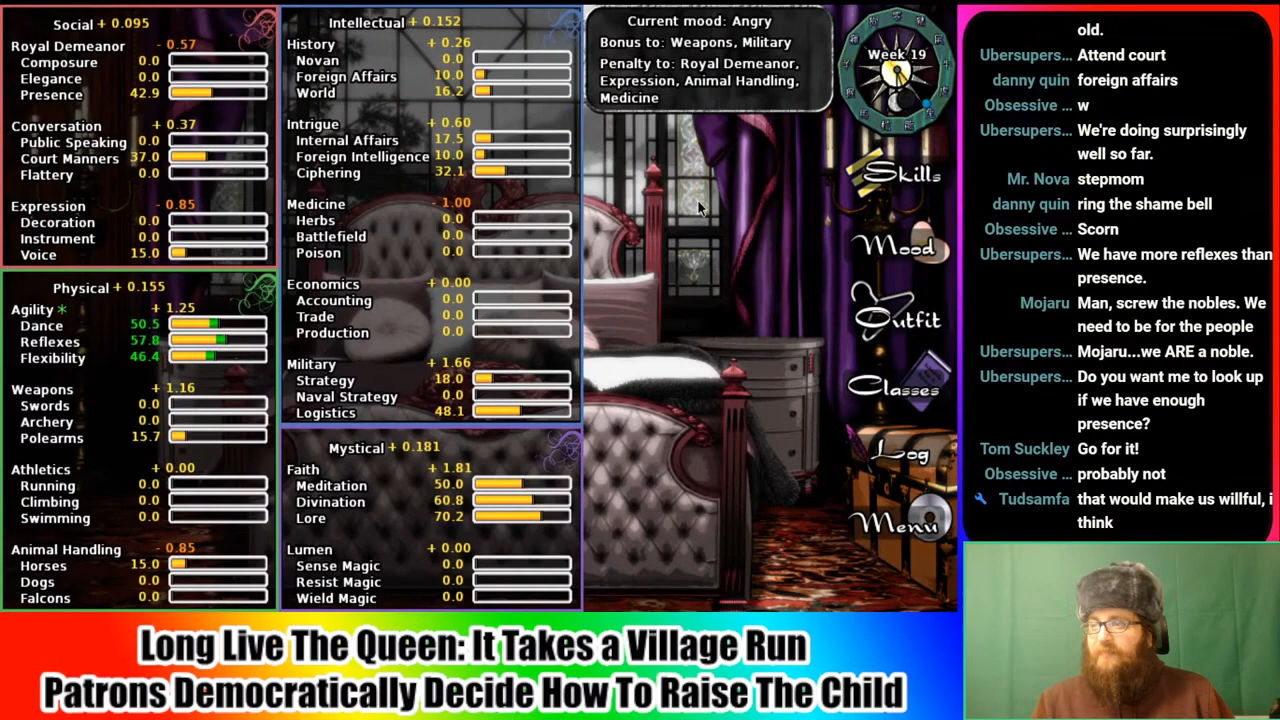 Social + 0.095
Royal Demeanor - 0.57
Composure 0.0
Elegance 0.0
Presence 42.9
Conversation + 0.37
Public Speaking 0.0
Court Manners 37.0
Flattery 0.0
Expression - 0.85
Decoration 0.0
Instrument 0.0
Voice 15.0
Physical + 0.155
Agility * + 1.25
Dance 50.5
Reflexes 57.8
Flexibility 46.4
Weapons + 1.16
Swords 0.0
Archery 0.0
Polearms 15.7
Athletics + 0.00
Running 0.0
Climbing 0.0
Swimming 0.0
Animal Handling - 0.85
Horses 15.0
Dogs 0.0
Falcons 0.0
Intellectual + 0.152
History + 0.26
Novan 0.0
Foreign Affairs 10.0
World 16.2
Intrigue + 0.60
Internal Affairs 17.5
Foreign Intelligence 10.0
Ciphering 32.1
Medicine - 1.00
Herbs 0.0
Battlefield 0.0
Poison 0.0
Economics + 0.00
Accounting 0.0
Trade 0.0
Production 0.0
Military + 1.66
Strategy 18.0
Naval Strategy 0.0
Logistics 48.1
Mystical + 0.181
Faith + 1.81
Meditation 50.0
Divination 60.8
Lore 70.2
Lumen + 0.00
Sense Magic 0.0
Resist Magic 0.0
Wield Magic 0.0
Current mood: Angry
Bonus to: Weapons, Military
Penalty to: Royal Demeanor,
Expression, Animal Handling,
Medicine
Week 19
Skills
Mood
Outfit
Classes
Log
Menu
old.
Ubersupers... Attend court
danny quin foreign affairs
Obsessive ... w
Ubersupers... We're doing surprisingly
well so far.
Mr. Nova stepmom
danny quin ring the shame bell
Obsessive ... Scorn
Ubersupers... We have more reflexes than
presence.
Mojaru Man, screw the nobles. We
need to be for the people
Ubersupers... Mojaru...we ARE a noble.
Ubersupers... Do you want me to look up
if we have enough
presence?
Tom Suckley Go for it!
Obsessive ... probably not
Tudsamfa that would make us willful, i
think
Long Live The Queen: It Takes a Village Run
Patrons Democratically Decide How To Raise The Child